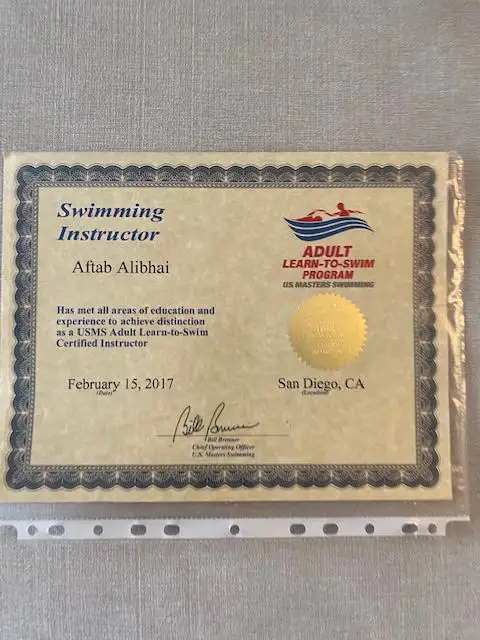 Swimming
Instructor
Aftab Alibhai
Has met all areas of education and
experience to achieve distinction
as a USMS Adult Learn-to-Swim
Certified Instructor
ADULT
LEARN-TO-SWIM
PROGRAM
U.S. MASTERS SWIMMING
February 15, 2017
(Date)
San Diego, CA
(Location)
Bill Brenner
Bill Brenner
Chief Operating Officer
U.S. Masters Swimming